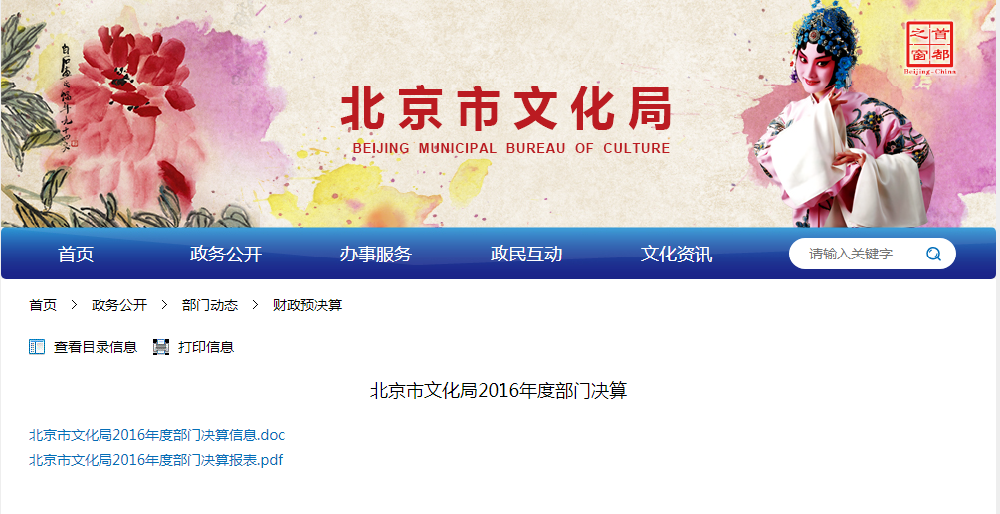 首都
之窗
Beijing-China
北京市文化局
BEIJING MUNICIPAL BUREAU OF CULTURE
首页 政务公开 办事服务 政民互动 文化资讯 请输入关键字
首页 > 政务公开 > 部门动态 > 财政预决算
查看目录信息 打印信息
北京市文化局2016年度部门决算
北京市文化局2016年度部门决算信息.doc
北京市文化局2016年度部门决算报表.pdf